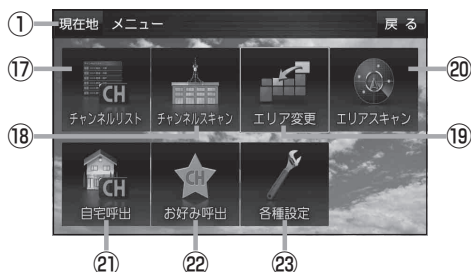 ① 現在地 メニュー 戻る
⑰ ⑳
CH
チャンネルリスト チャンネルスキャン エリア変更 エリアスキャン
⑱ ⑲
CH CH
自宅呼出 お好み呼出 各種設定
㉑ ㉒ ㉓